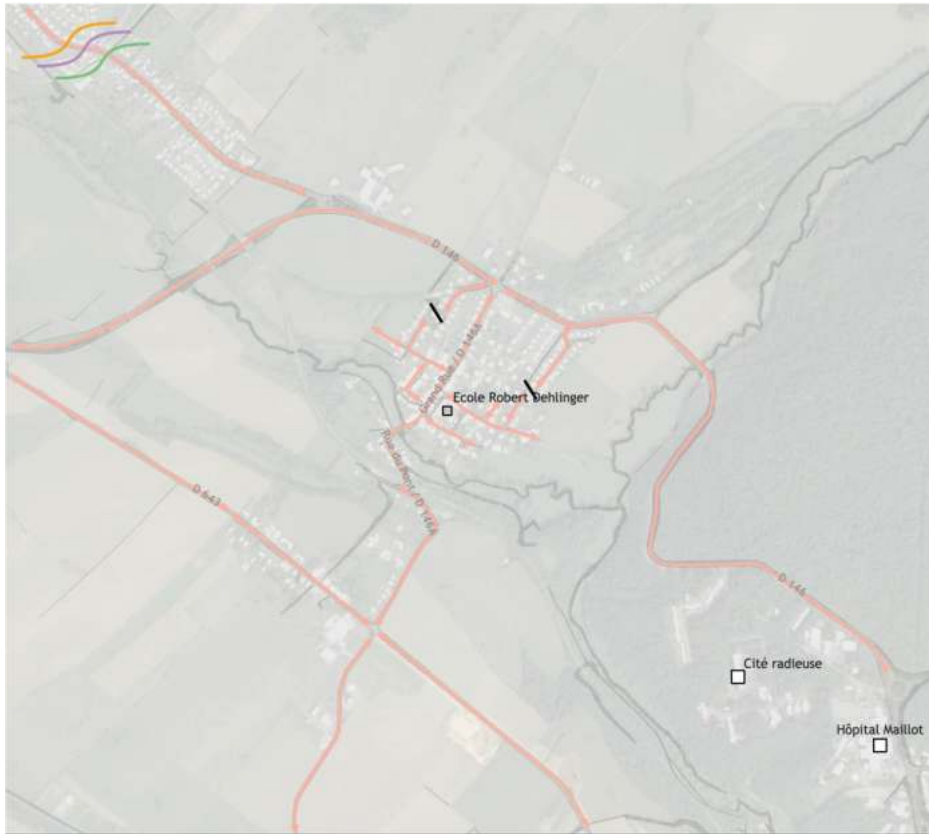 D 146
Grand Rue / D 146A
Ecole Robert Dehlinger
Rue du Pont / D 146A
D 643
D 146
Cité radieuse
Hôpital Maillot